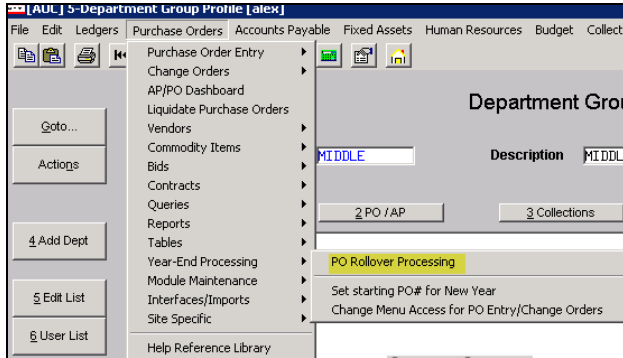 [AUC] 5-Department Group Profile [alex]
File Edit Ledgers Purchase Orders Accounts Payable Fixed Assets Human Resources Budget Collect
Purchase Order Entry
Change Orders
AP/PO Dashboard
Liquidate Purchase Orders
Vendors
Commodity Items
Bids
Contracts
Queries
Reports
Tables
Year-End Processing
Module Maintenance
Interfaces/Imports
Site Specific
Help Reference Library
PO Rollover Processing
Set starting PO# for New Year
Change Menu Access for PO Entry/Change Orders
Department Grou
Goto...
Actions
MIDDLE Description MIDDL
2 PO / AP 3 Collections
4 Add Dept
5 Edit List
6 User List